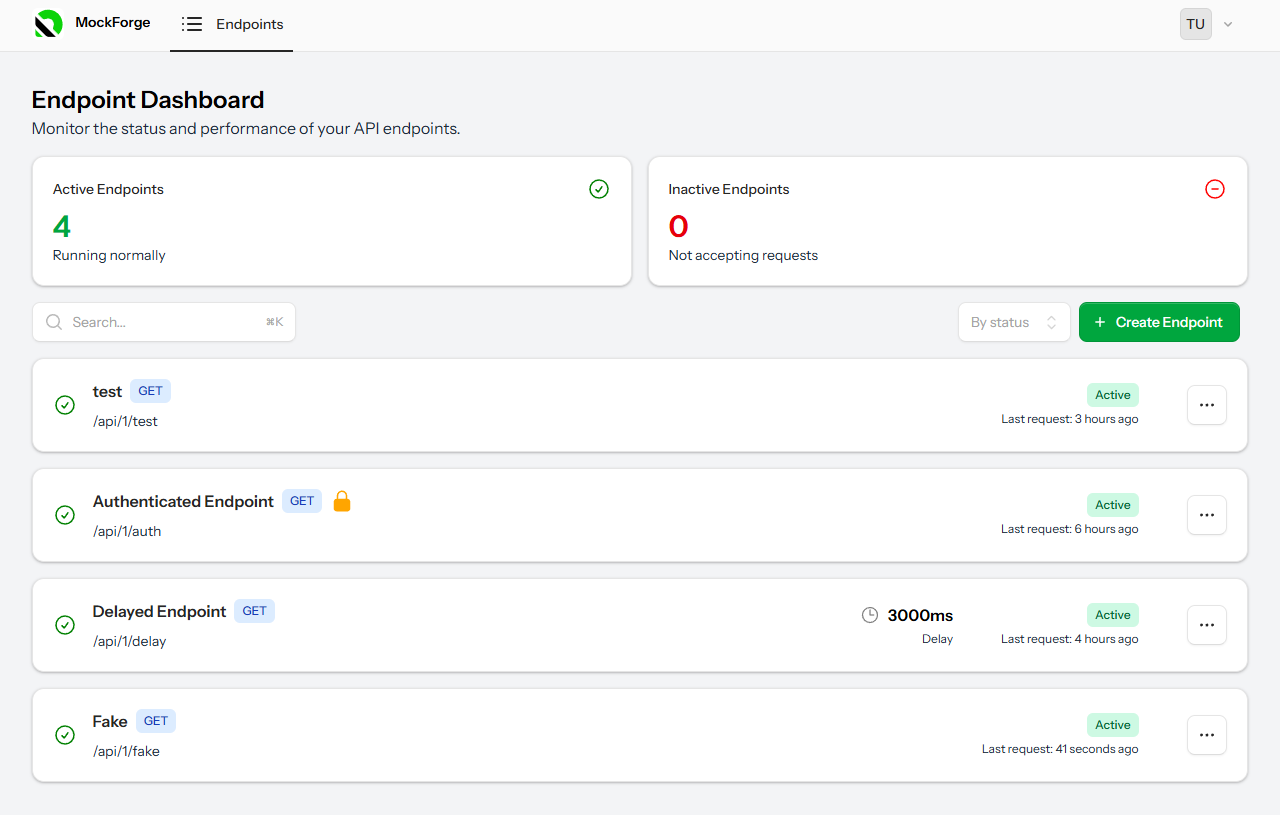 MockForge
Endpoints
TU
Endpoint Dashboard
Monitor the status and performance of your API endpoints.
Active Endpoints
4
Running normally
Inactive Endpoints
0
Not accepting requests
Search...
⌘K
By status
+ Create Endpoint
test GET
/api/1/test
Active
Last request: 3 hours ago
Authenticated Endpoint GET
/api/1/auth
Active
Last request: 6 hours ago
Delayed Endpoint GET
/api/1/delay
3000ms
Delay
Active
Last request: 4 hours ago
Fake GET
/api/1/fake
Active
Last request: 41 seconds ago